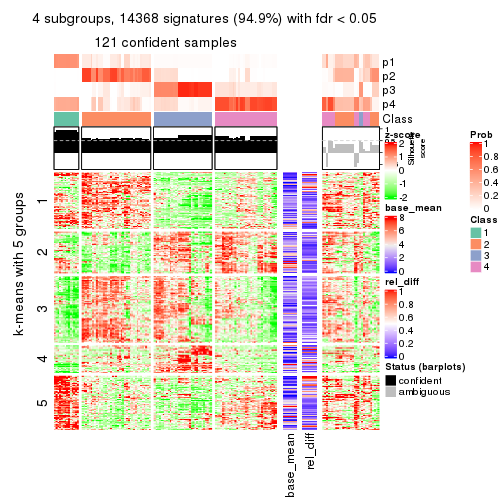 4 subgroups, 14368 signatures (94.9%) with fdr < 0.05
121 confident samples
p1
p2
p3
p4
Class
1
Silhouette
score
z-score
2
1
0
-1
-2
base_mean
8
6
4
2
0
rel_diff
1
0.8
0.6
0.4
0.2
0
Status (barplots)
confident
ambiguous
Prob
1
0.8
0.6
0.4
0.2
0
Class
1
2
3
4
k-means with 5 groups
1
2
3
4
5
base_mean
rel_diff